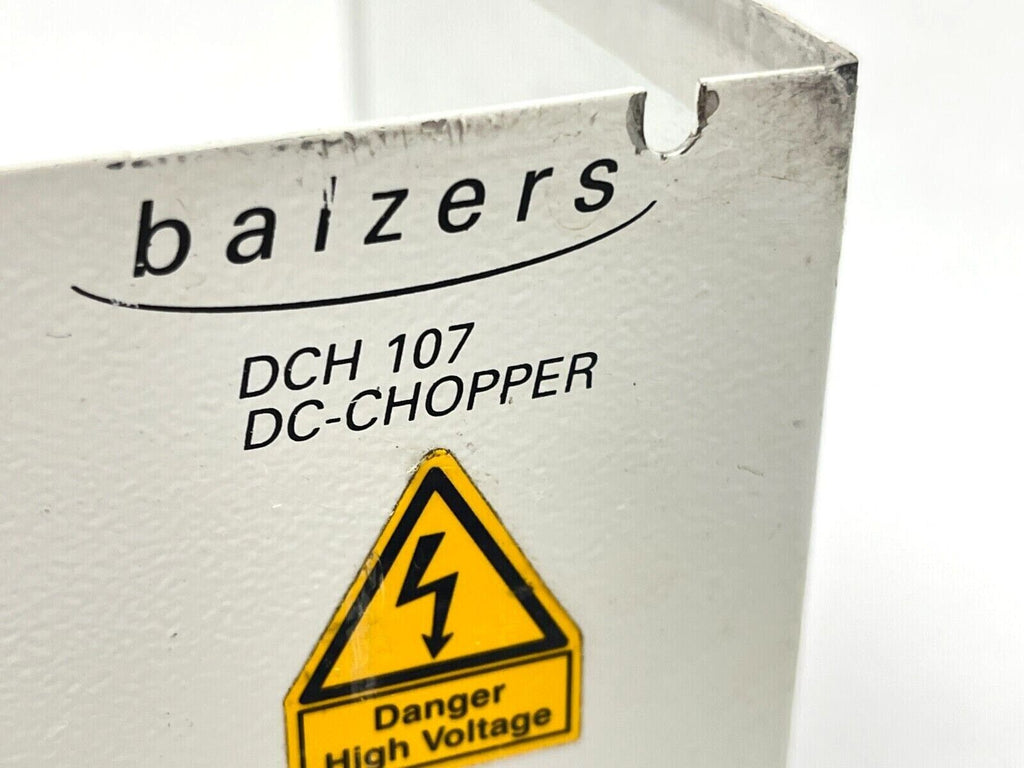 balzers
DCH 107
DC-CHOPPER
Danger
High Voltage